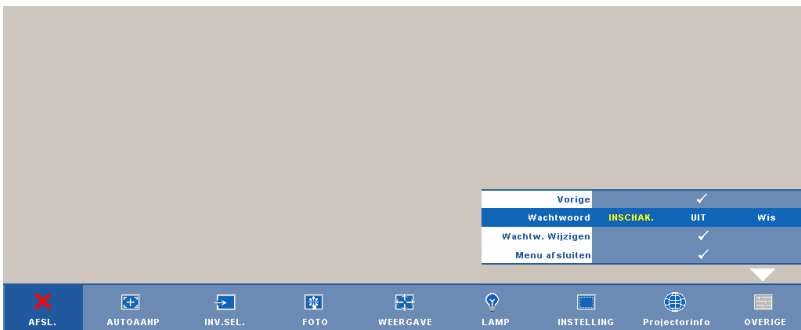 Vorige
Wachtwoord INSCHAK. UIT Wis
Wachtw. Wijzigen
Menu afsluiten
AFSL. AUTOAANP INV.SEL. FOTO WEERGAVE LAMP INSTELLING Projectorinfo OVERIGE